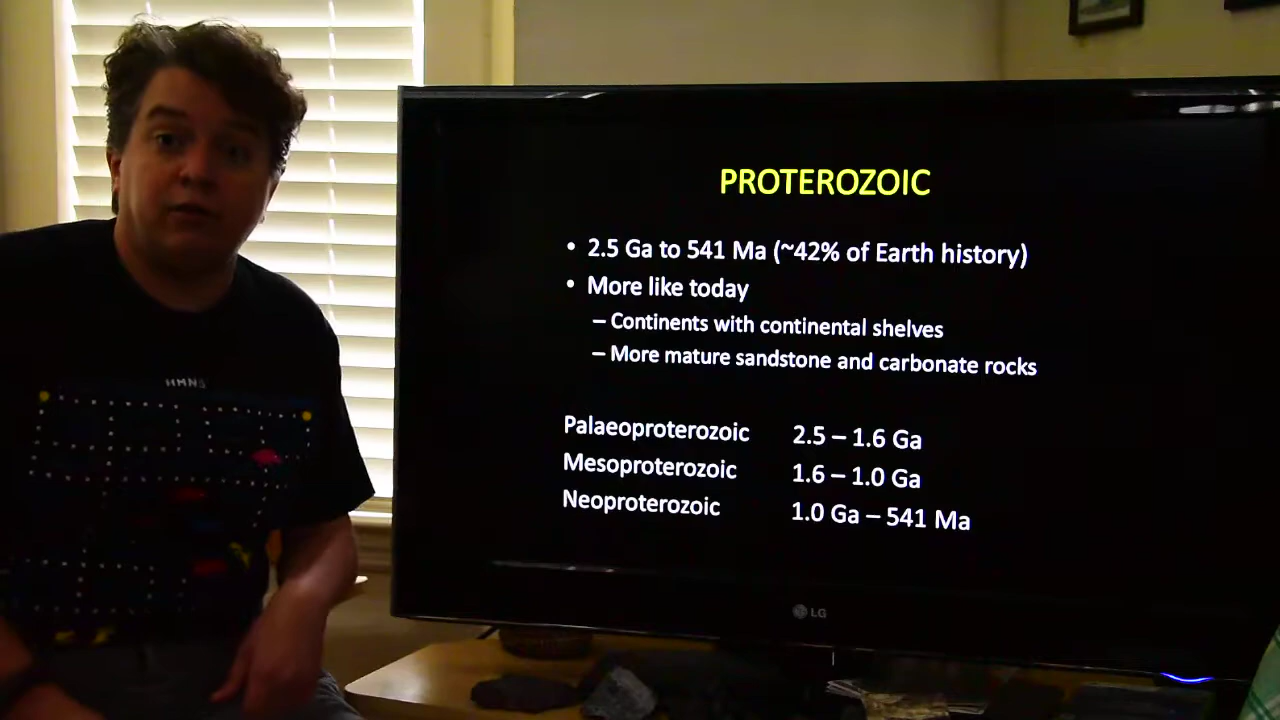 PROTEROZOIC
• 2.5 Ga to 541 Ma (~42% of Earth history)
• More like today
– Continents with continental shelves
– More mature sandstone and carbonate rocks
Palaeoproterozoic 2.5 – 1.6 Ga
Mesoproterozoic 1.6 – 1.0 Ga
Neoproterozoic 1.0 Ga – 541 Ma
HMNS
LG